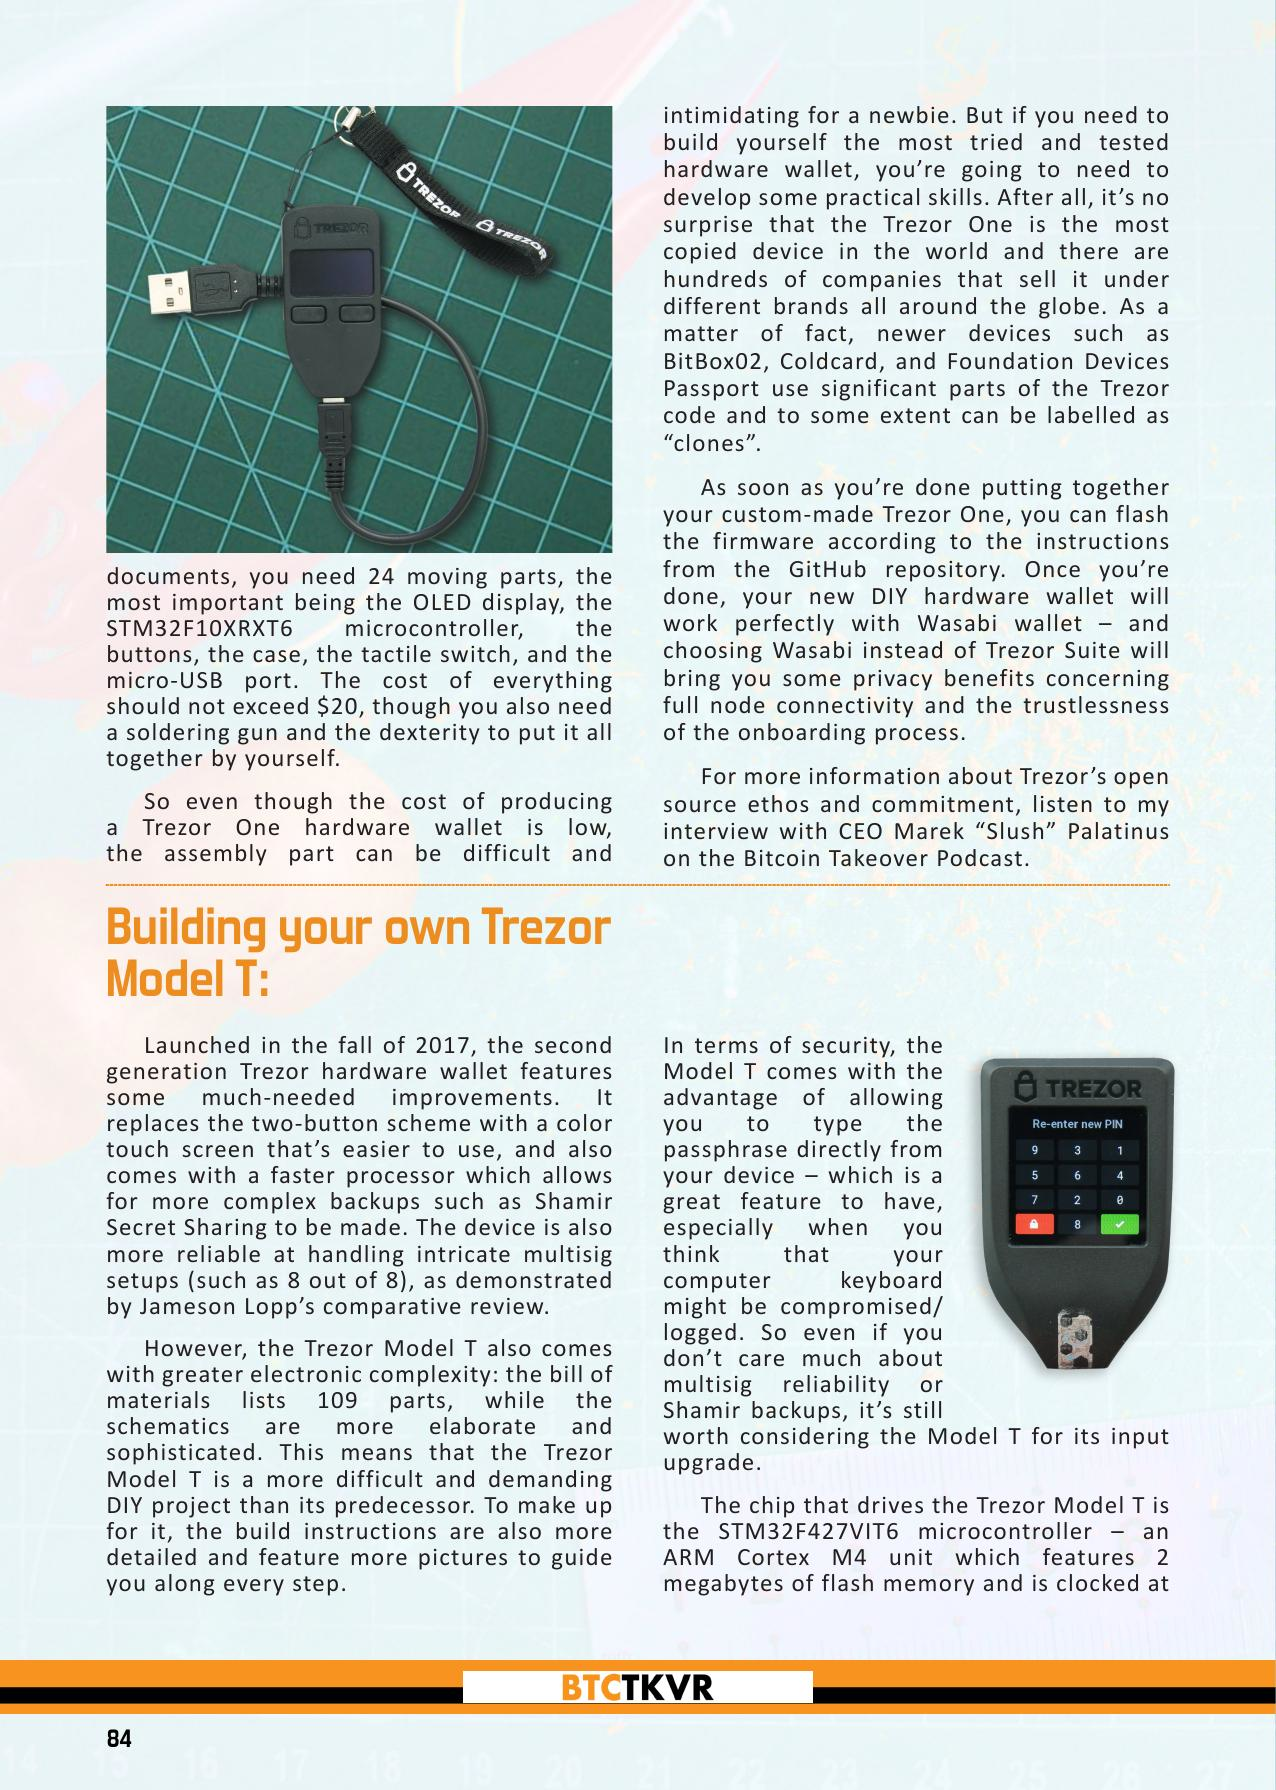 TREZOR
TREZOR
TREZOR
documents, you need 24 moving parts, the
most important being the OLED display, the
STM32F10XRXT6 microcontroller, the
buttons, the case, the tactile switch, and the
micro-USB port. The cost of everything
should not exceed $20, though you also need
a soldering gun and the dexterity to put it all
together by yourself.
So even though the cost of producing
a Trezor One hardware wallet is low,
the assembly part can be difficult and
intimidating for a newbie. But if you need to
build yourself the most tried and tested
hardware wallet, you’re going to need to
develop some practical skills. After all, it’s no
surprise that the Trezor One is the most
copied device in the world and there are
hundreds of companies that sell it under
different brands all around the globe. As a
matter of fact, newer devices such as
BitBox02, Coldcard, and Foundation Devices
Passport use significant parts of the Trezor
code and to some extent can be labelled as
“clones”.
As soon as you’re done putting together
your custom-made Trezor One, you can flash
the firmware according to the instructions
from the GitHub repository. Once you’re
done, your new DIY hardware wallet will
work perfectly with Wasabi wallet – and
choosing Wasabi instead of Trezor Suite will
bring you some privacy benefits concerning
full node connectivity and the trustlessness
of the onboarding process.
For more information about Trezor’s open
source ethos and commitment, listen to my
interview with CEO Marek “Slush” Palatinus
on the Bitcoin Takeover Podcast.
Building your own Trezor
Model T:
Launched in the fall of 2017, the second
generation Trezor hardware wallet features
some much-needed improvements. It
replaces the two-button scheme with a color
touch screen that’s easier to use, and also
comes with a faster processor which allows
for more complex backups such as Shamir
Secret Sharing to be made. The device is also
more reliable at handling intricate multisig
setups (such as 8 out of 8), as demonstrated
by Jameson Lopp’s comparative review.
However, the Trezor Model T also comes
with greater electronic complexity: the bill of
materials lists 109 parts, while the
schematics are more elaborate and
sophisticated. This means that the Trezor
Model T is a more difficult and demanding
DIY project than its predecessor. To make up
for it, the build instructions are also more
detailed and feature more pictures to guide
you along every step.
In terms of security, the
Model T comes with the
advantage of allowing
you to type the
passphrase directly from
your device – which is a
great feature to have,
especially when you
think that your
computer keyboard
might be compromised/
logged. So even if you
don’t care much about
multisig reliability or
Shamir backups, it’s still
worth considering the Model T for its input
upgrade.
The chip that drives the Trezor Model T is
the STM32F427VIT6 microcontroller – an
ARM Cortex M4 unit which features 2
megabytes of flash memory and is clocked at
TREZOR
Re-enter new PIN
9 3 1
5 6 4
7 2 0
8
BTCTKVR
84
14 15 16 17 18 19 20 21 22 23 24 25 26 27